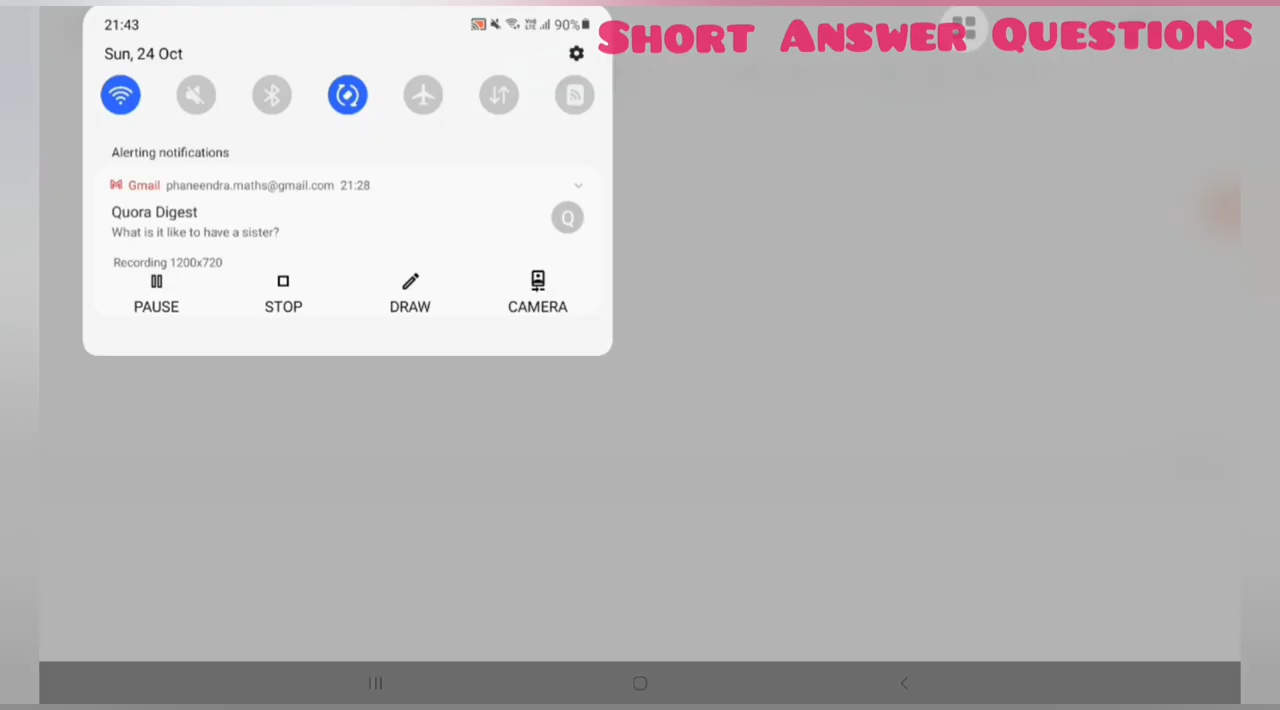 21:43
90%
SHORT ANSWER QUESTIONS
Sun, 24 Oct
Alerting notifications
Gmail phaneendra.maths@gmail.com 21:28
Quora Digest
Q
What is it like to have a sister?
Recording 1200x720
PAUSE STOP DRAW CAMERA